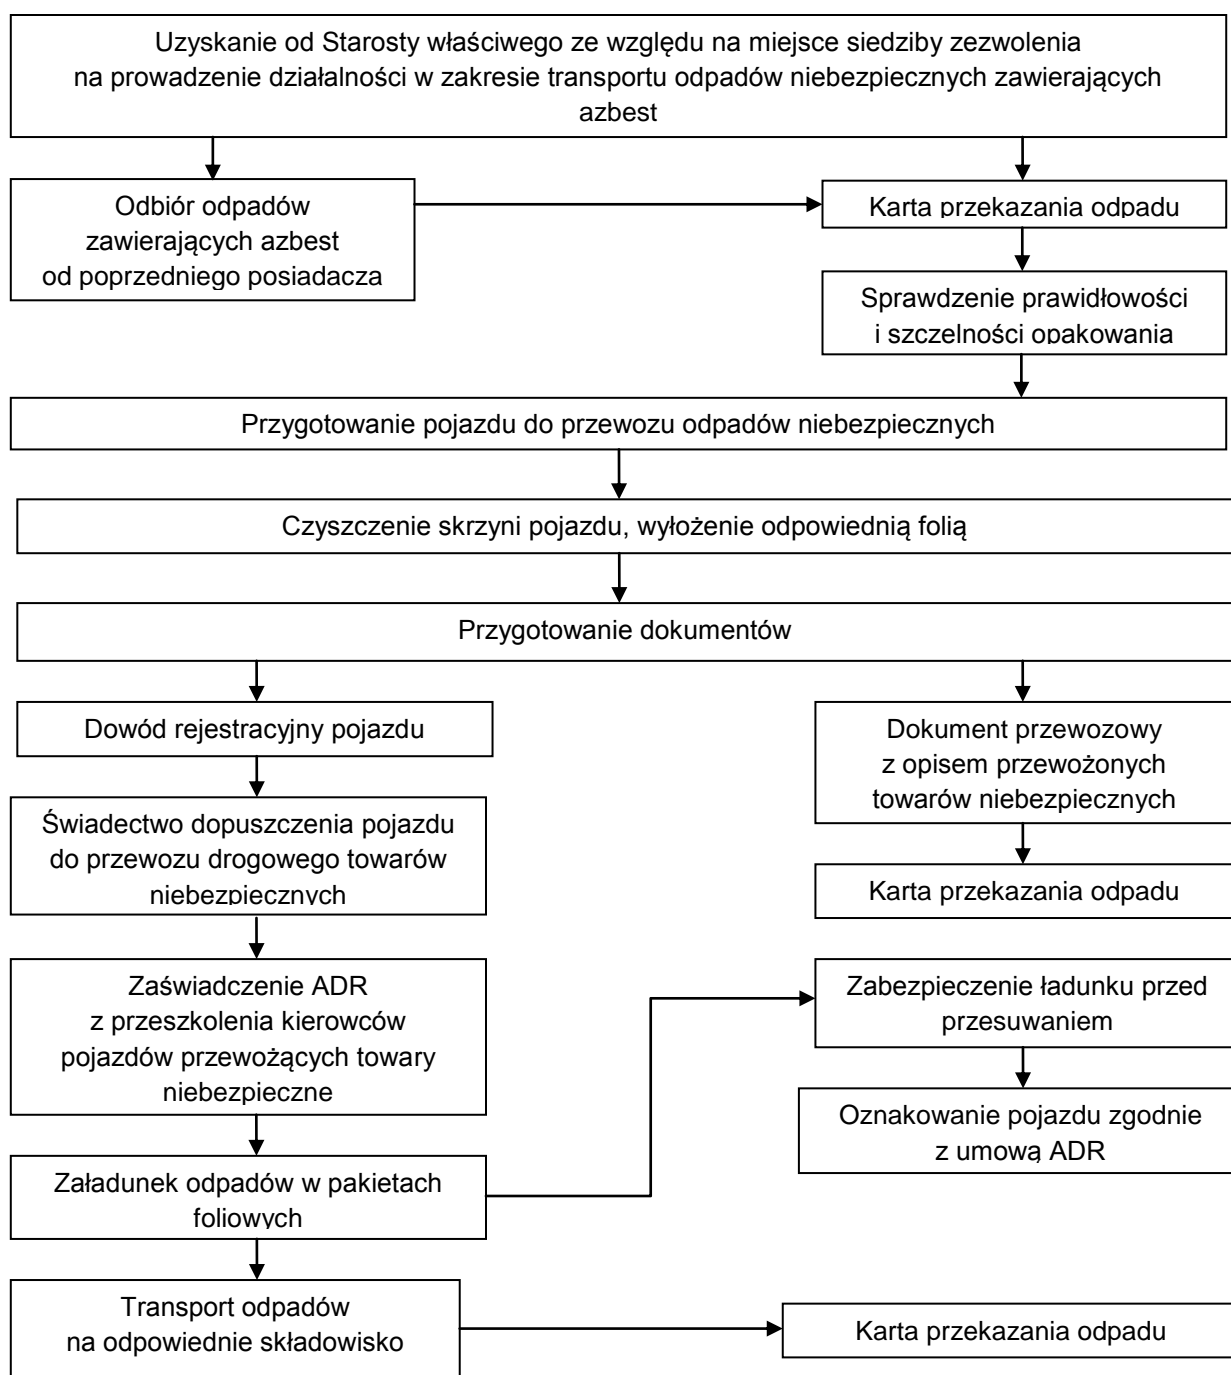 Uzyskanie od Starosty właściwego ze względu na miejsce siedziby zezwolenia
na prowadzenie działalności w zakresie transportu odpadów niebezpiecznych zawierających
azbest
Odbiór odpadów
zawierających azbest
od poprzedniego posiadacza
Karta przekazania odpadu
Sprawdzenie prawidłowości
i szczelności opakowania
Przygotowanie pojazdu do przewozu odpadów niebezpiecznych
Czyszczenie skrzyni pojazdu, wyłożenie odpowiednią folią
Przygotowanie dokumentów
Dowód rejestracyjny pojazdu
Świadectwo dopuszczenia pojazdu
do przewozu drogowego towarów
niebezpiecznych
Zaświadczenie ADR
z przeszkolenia kierowców
pojazdów przewożących towary
niebezpieczne
Załadunek odpadów w pakietach
foliowych
Transport odpadów
na odpowiednie składowisko
Dokument przewozowy
z opisem przewożonych
towarów niebezpiecznych
Karta przekazania odpadu
Zabezpieczenie ładunku przed
przesuwaniem
Oznakowanie pojazdu zgodnie
z umową ADR
Karta przekazania odpadu